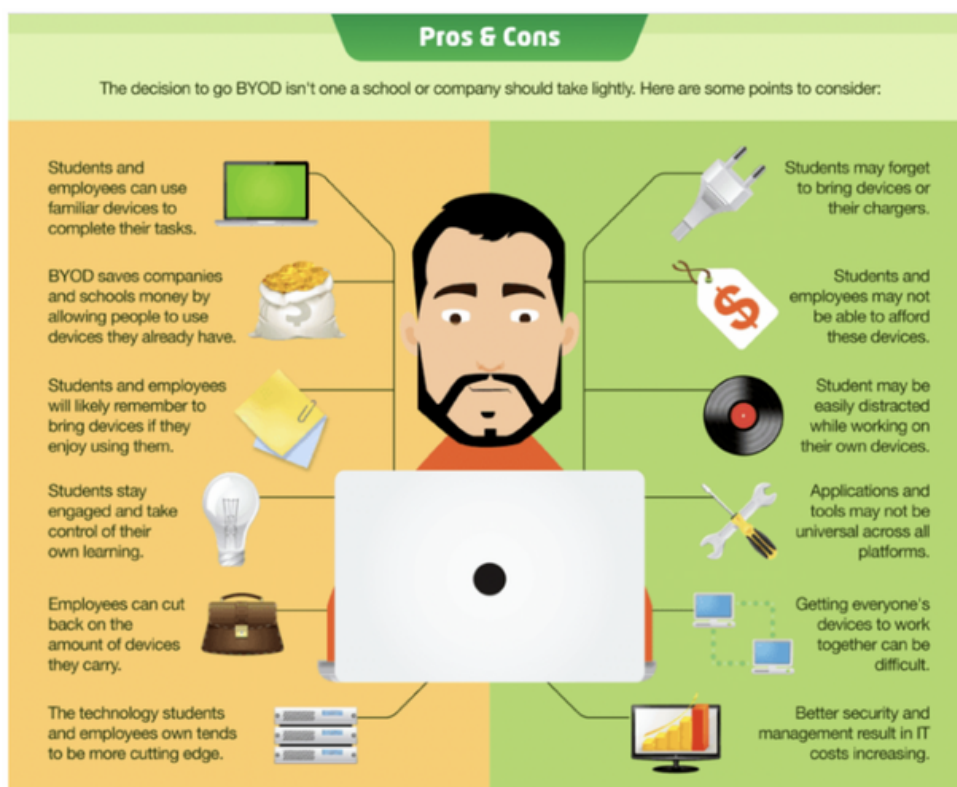 Pros & Cons
The decision to go BYOD isn't one a school or company should take lightly. Here are some points to consider:
Students and
employees can use
familiar devices to
complete their tasks.
BYOD saves companies
and schools money by
allowing people to use
devices they already have.
Students and employees
will likely remember to
bring devices if they
enjoy using them.
Students stay
engaged and take
control of their
own learning.
Employees can cut
back on the
amount of devices
they carry.
The technology students
and employees own tends
to be more cutting edge.
Students may forget
to bring devices or
their chargers.
Students and
employees may not
be able to afford
these devices.
Student may be
easily distracted
while working on
their own devices.
Applications and
tools may not be
universal across all
platforms.
Getting everyone's
devices to work
together can be
difficult.
Better security and
management result in IT
costs increasing.